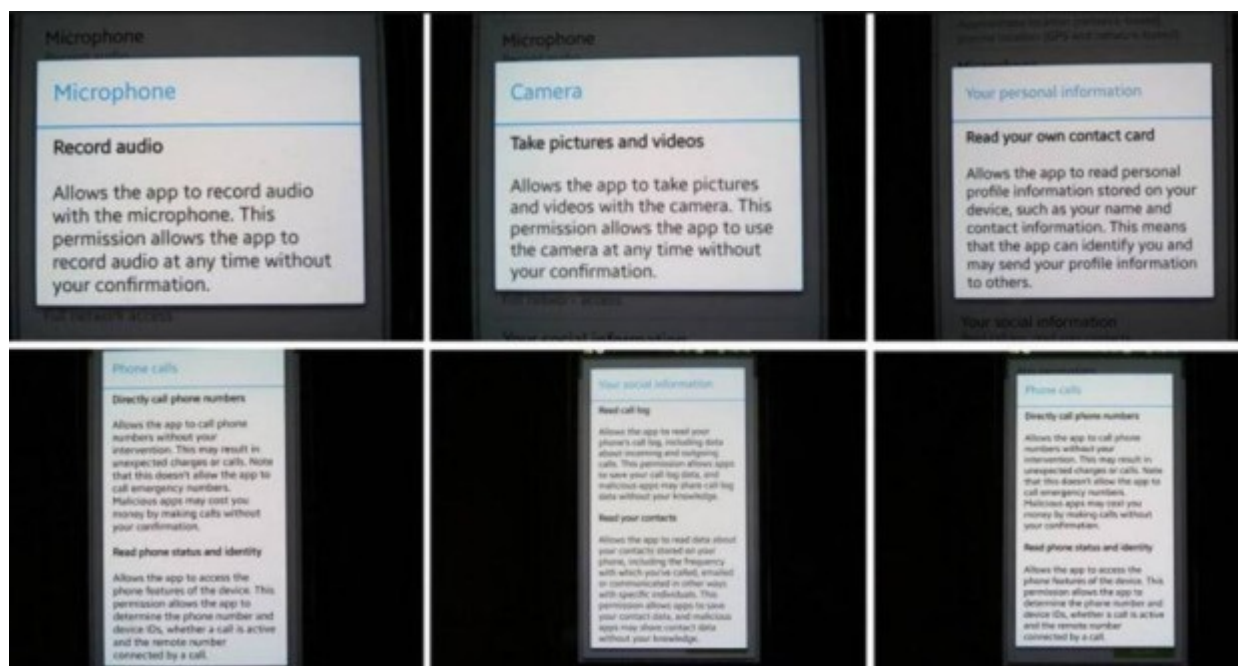 Microphone
Microphone
Record audio
Allows the app to record audio
with the microphone. This
permission allows the app to
record audio at any time without
your confirmation.
Full network access
Microphone
Camera
Take pictures and videos
Allows the app to take pictures
and videos with the camera. This
permission allows the app to use
the camera at any time without
your confirmation.
Full network access
Your social information
precise location (GPS and network-based)
Your personal information
Read your own contact card
Allows the app to read personal
profile information stored on your
device, such as your name and
contact information. This means
that the app can identify you and
may send your profile information
to others.
Your social information
Phone calls
Directly call phone numbers
Allows the app to call phone
numbers without your
intervention. This may result in
unexpected charges or calls. Note
that this doesn't allow the app to
call emergency numbers.
Malicious apps may cost you
money by making calls without
your confirmation.
Read phone status and identity
Allows the app to access the
phone features of the device. This
permission allows the app to
determine the phone number and
device IDs, whether a call is active
and the remote number
connected by a call.
Your social information
Read call log
Allows the app to read your
phone's call log, including data
about incoming and outgoing
calls. This permission allows apps
to save your call log data, and
malicious apps may share call log
data without your knowledge.
Read your contacts
Allows the app to read data about
your contacts stored on your
phone, including the frequency
with which you've called, emailed
or communicated in other ways
with specific individuals. This
permission allows apps to save
your contact data, and malicious
apps may share contact data
without your knowledge.
Phone calls
Directly call phone numbers
Allows the app to call phone
numbers without your
intervention. This may result in
unexpected charges or calls. Note
that this doesn't allow the app to
call emergency numbers.
Malicious apps may cost you
money by making calls without
your confirmation.
Read phone status and identity
Allows the app to access the
phone features of the device. This
permission allows the app to
determine the phone number and
device IDs, whether a call is active
and the remote number
connected by a call.